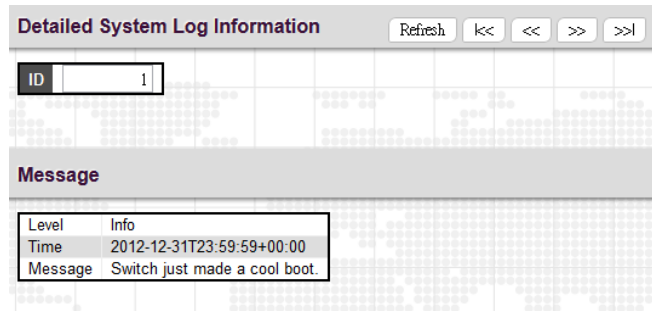 Detailed System Log Information
Refresh |<< << >> >>|
ID 1
Message
Level Info
Time 2012-12-31T23:59:59+00:00
Message Switch just made a cool boot.